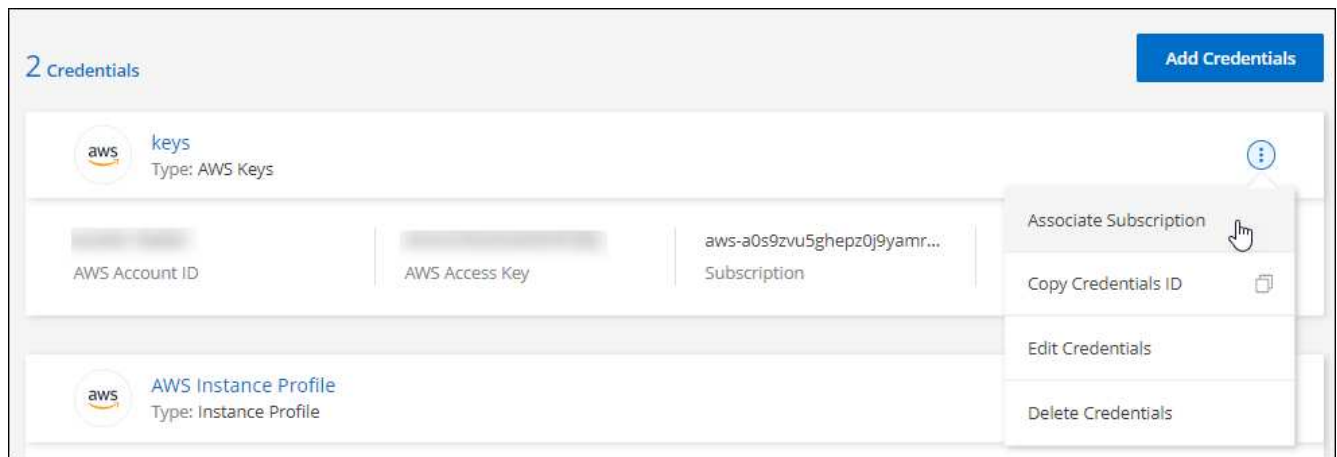 2 Credentials
Add Credentials
aws
keys
Type: AWS Keys
Associate Subscription
aws-a0s9zvu5ghepz0j9yamr...
AWS Account ID
AWS Access Key
Subscription
Copy Credentials ID
Edit Credentials
aws
AWS Instance Profile
Type: Instance Profile
Delete Credentials